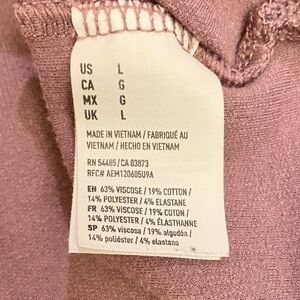 US L
CA G
MX G
UK L
MADE IN VIETNAM / FABRIQUÉ AU
VIETNAM / HECHO EN VIETNAM
RN 54485/CA 03873
RFC# AEM120605U9A
EN 63% VISCOSE / 19% COTTON /
14% POLYESTER / 4% ELASTANE
FR 63% VISCOSE / 19% COTON /
14% POLYESTER / 4% ÉLASTHANNE
SP 63% viscosa / 19% algodón /
14% poliéster / 4% elastano